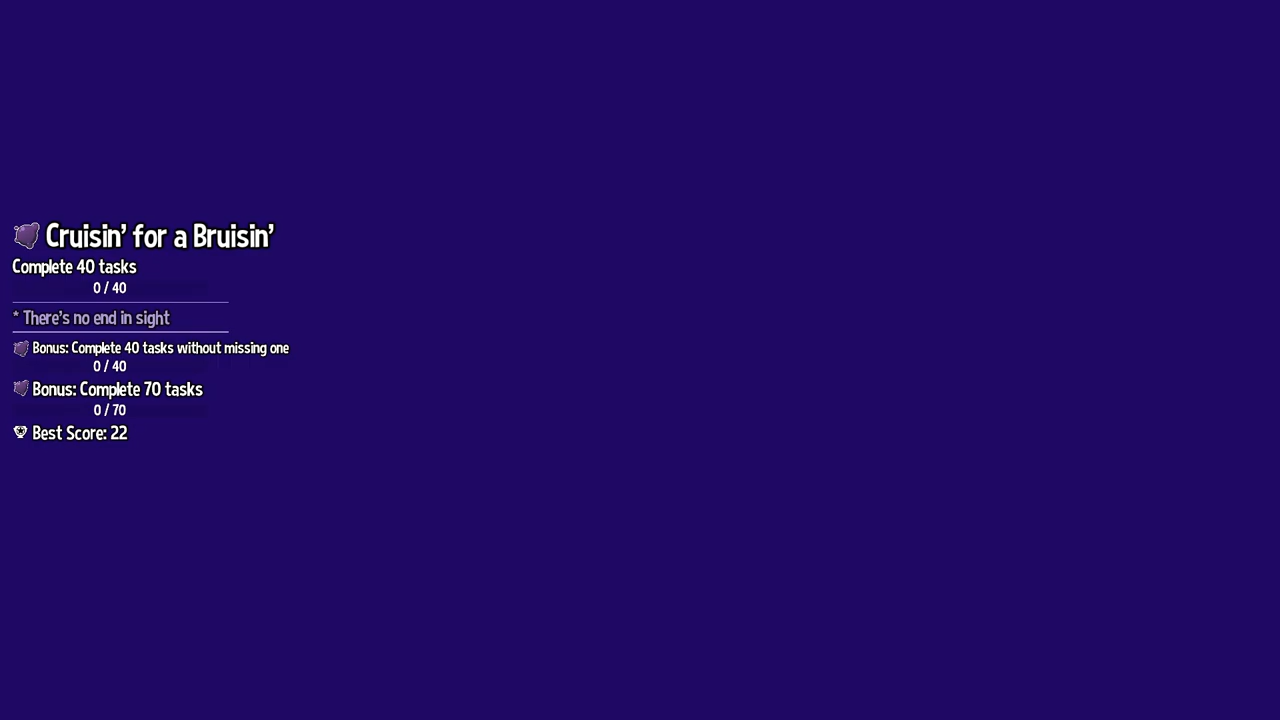 Cruisin' for a Bruisin'
Complete 40 tasks
0 / 40
* There's no end in sight
Bonus: Complete 40 tasks without missing one
0 / 40
Bonus: Complete 70 tasks
0 / 70
Best Score: 22